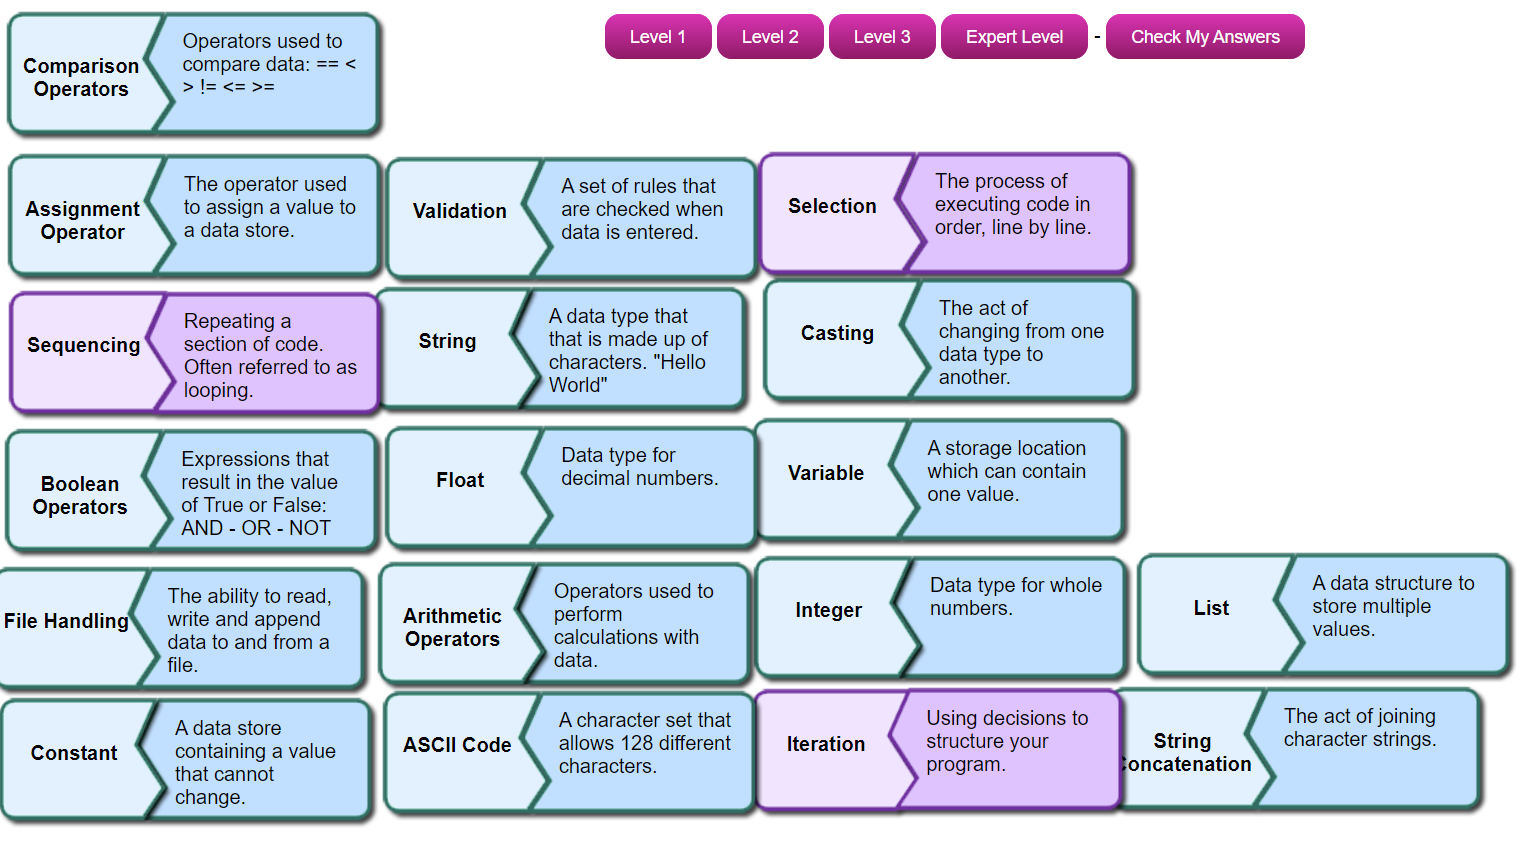 Level 1
Level 2
Level 3
Expert Level
-
Check My Answers
Comparison
Operators
Operators used to
compare data: == <
> != <= >=
Assignment
Operator
The operator used
to assign a value to
a data store.
Validation
A set of rules that
are checked when
data is entered.
Selection
The process of
executing code in
order, line by line.
Sequencing
Repeating a
section of code.
Often referred to as
looping.
String
A data type that
that is made up of
characters. "Hello
World"
Casting
The act of
changing from one
data type to
another.
Boolean
Operators
Expressions that
result in the value
of True or False:
AND - OR - NOT
Float
Data type for
decimal numbers.
Variable
A storage location
which can contain
one value.
File Handling
The ability to read,
write and append
data to and from a
file.
Arithmetic
Operators
Operators used to
perform
calculations with
data.
Integer
Data type for whole
numbers.
List
A data structure to
store multiple
values.
Constant
A data store
containing a value
that cannot
change.
ASCII Code
A character set that
allows 128 different
characters.
Iteration
Using decisions to
structure your
program.
String
Concatenation
The act of joining
character strings.